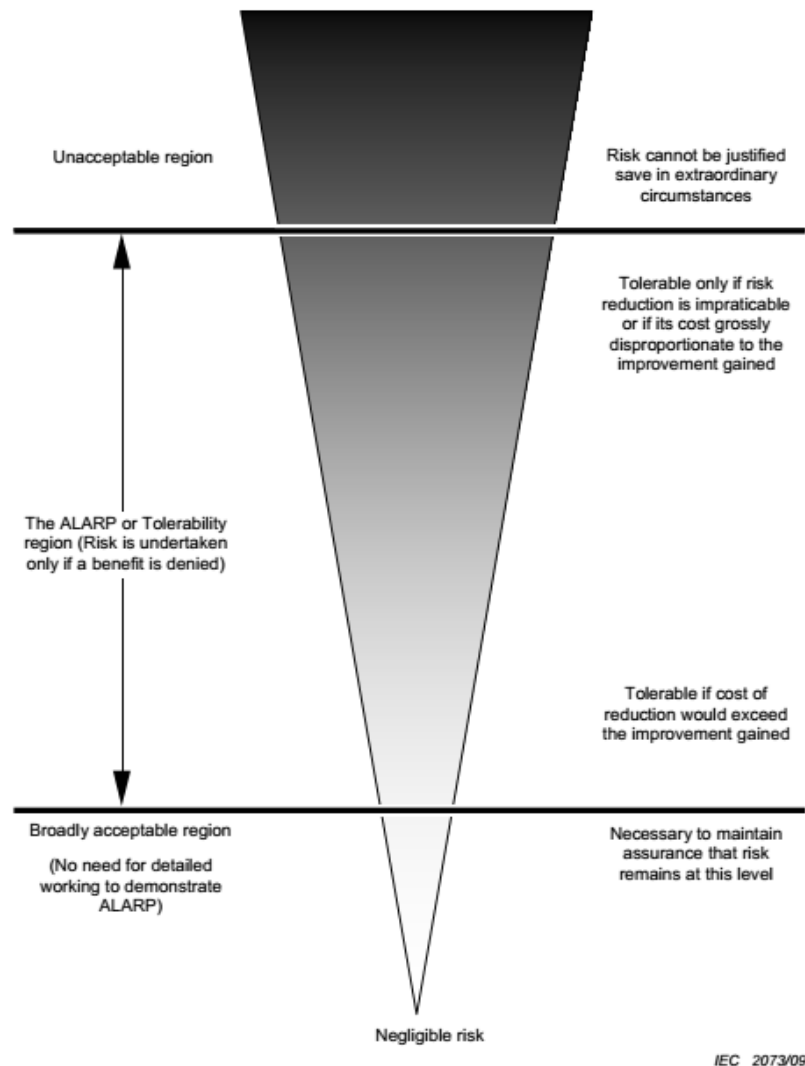 Unacceptable region
Risk cannot be justified
save in extraordinary
circumstances
Tolerable only if risk
reduction is impraticable
or if its cost grossly
disproportionate to the
improvement gained
The ALARP or Tolerability
region (Risk is undertaken
only if a benefit is denied)
Tolerable if cost of
reduction would exceed
the improvement gained
Broadly acceptable region
(No need for detailed
working to demonstrate
ALARP)
Necessary to maintain
assurance that risk
remains at this level
Negligible risk
IEC 2073/09